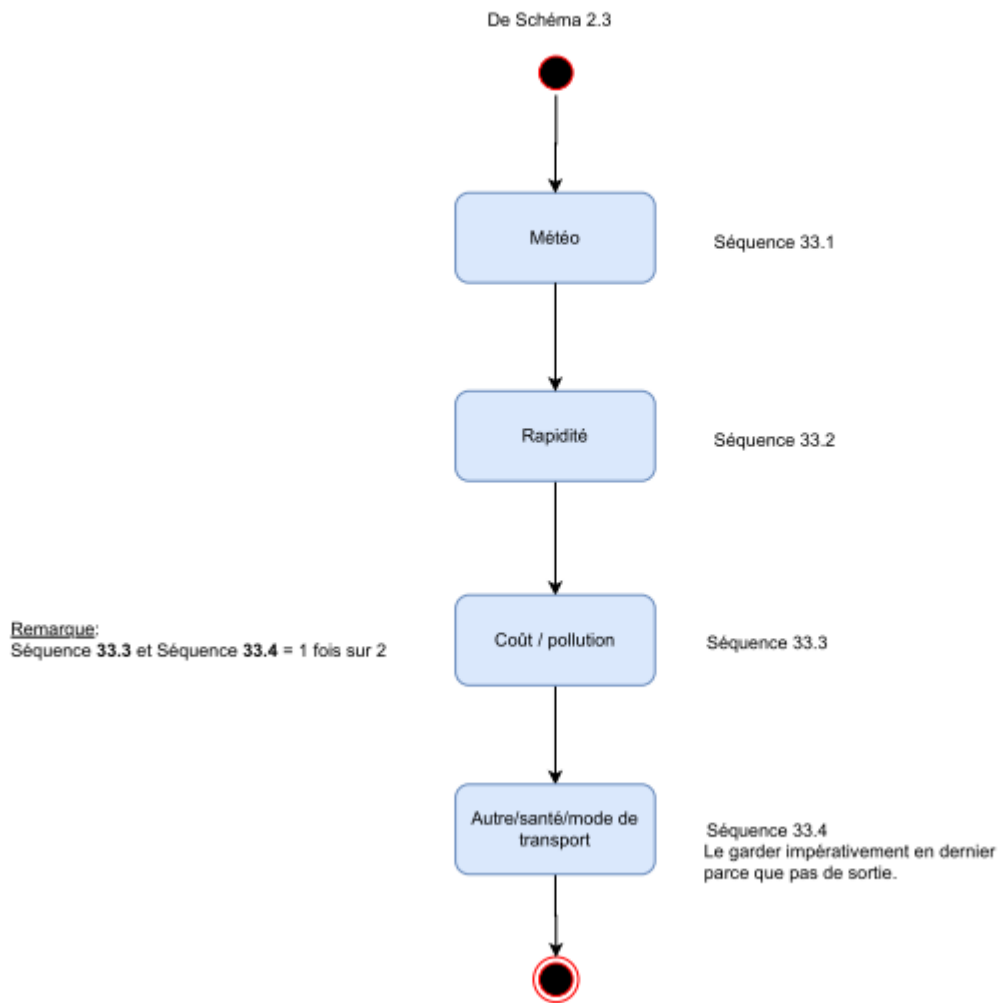 De Schéma 2.3
Météo
Séquence 33.1
Rapidité
Séquence 33.2
Remarque:
Séquence 33.3 et Séquence 33.4 = 1 fois sur 2
Coût / pollution
Séquence 33.3
Autre/santé/mode de
transport
Séquence 33.4
Le garder impérativement en dernier
parce que pas de sortie.